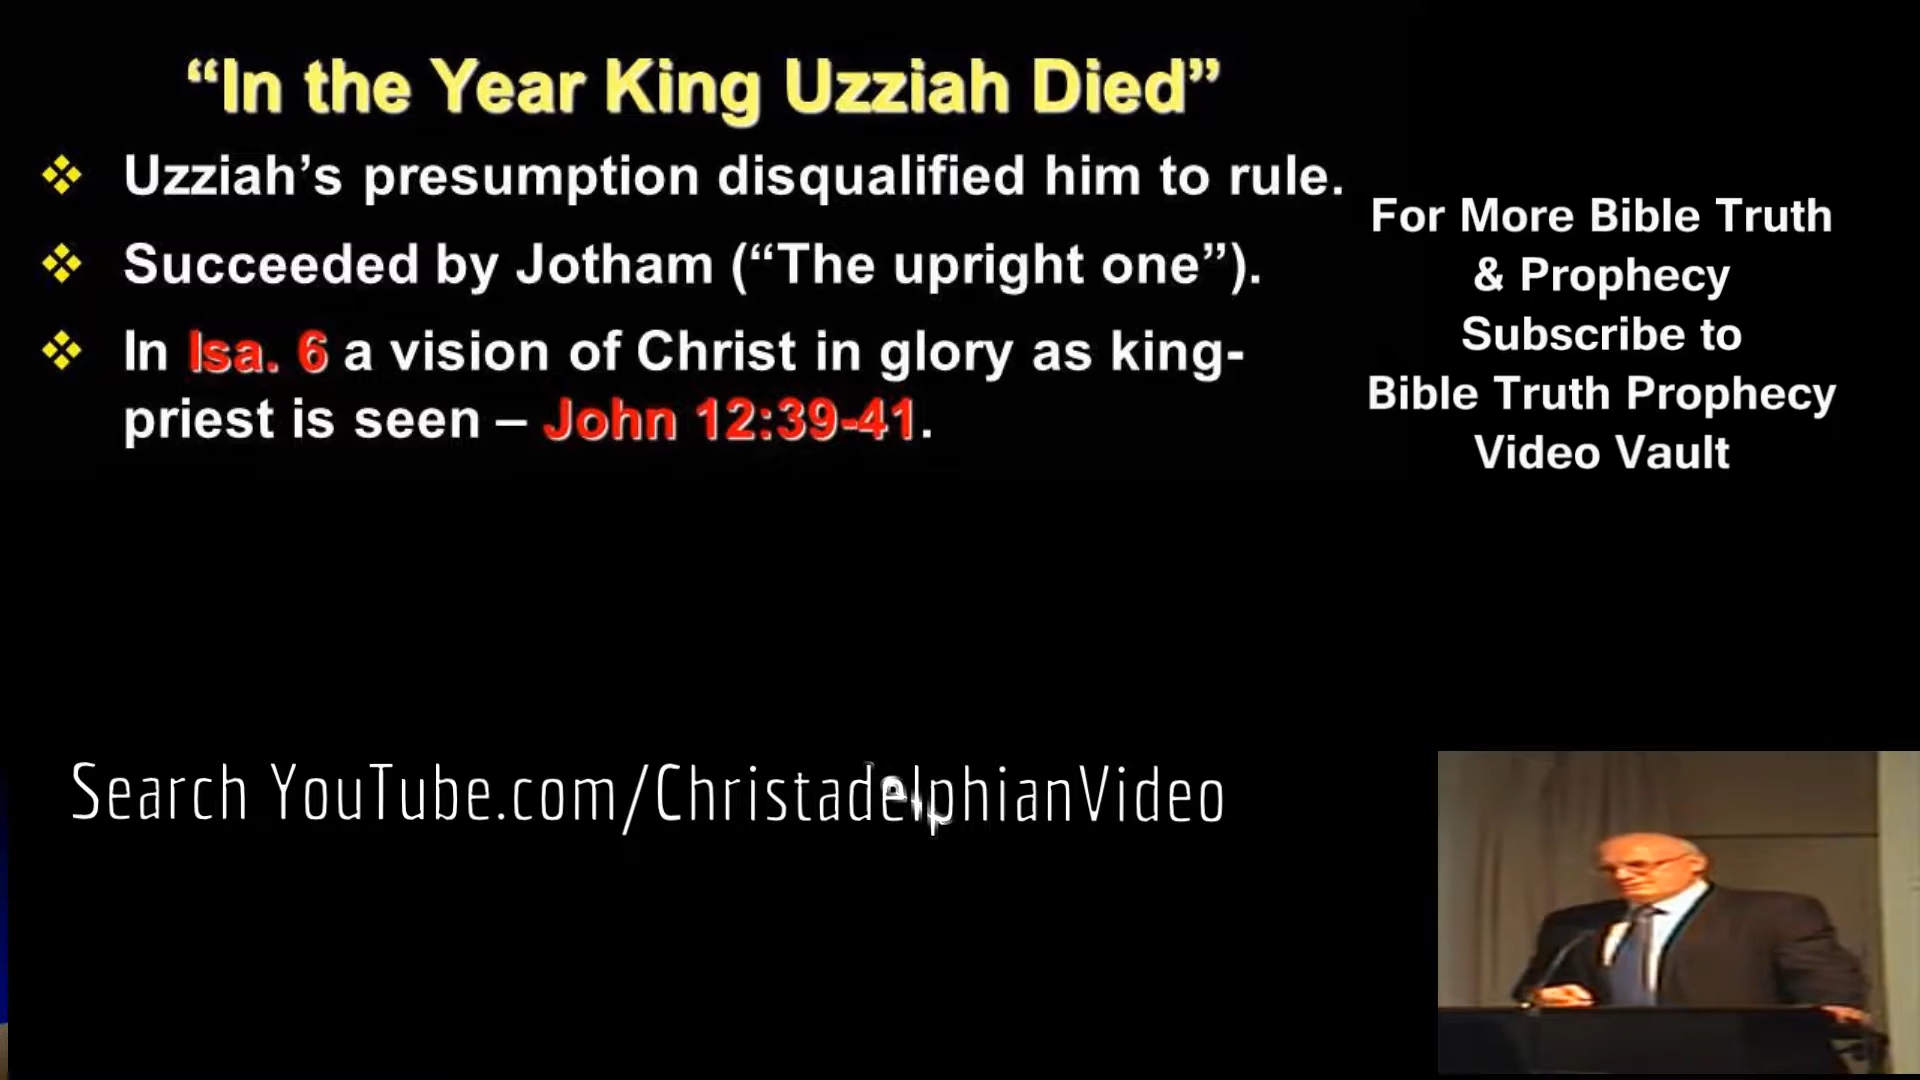 “In the Year King Uzziah Died”
❖ Uzziah’s presumption disqualified him to rule.
❖ Succeeded by Jotham (“The upright one”).
❖ In Isa. 6 a vision of Christ in glory as king-
priest is seen – John 12:39-41.
For More Bible Truth
& Prophecy
Subscribe to
Bible Truth Prophecy
Video Vault
Search YouTube.com/ChristadelphianVideo